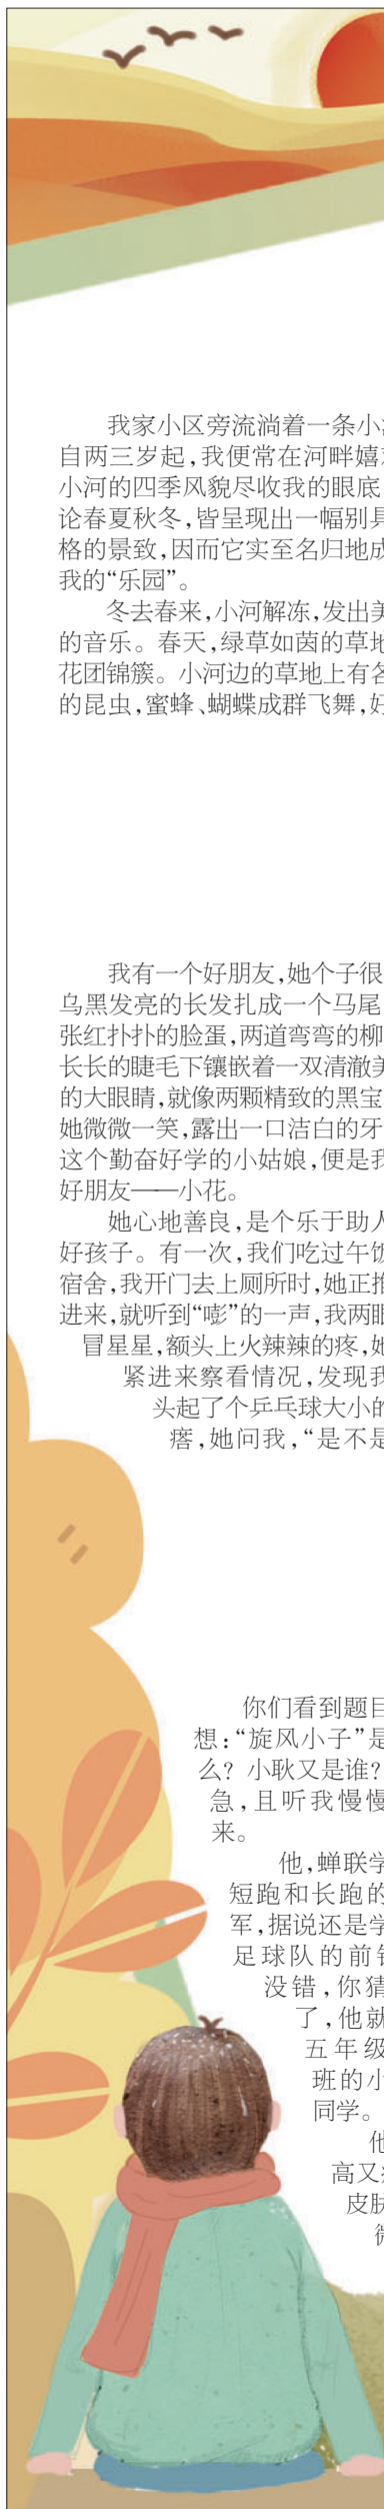 我家小区旁流淌着一条小
自两三岁起,我便常在河畔嬉
小河的四季风貌尽收我的眼底
论春夏秋冬,皆呈现出一幅别具
格的景致,因而它实至名归地成
我的“乐园”。
冬去春来,小河解冻,发出美
的音乐。春天,绿草如茵的草地
花团锦簇。小河边的草地上有各
的昆虫,蜜蜂、蝴蝶成群飞舞,好
我有一个好朋友,她个子很
乌黑发亮的长发扎成一个马尾
张红扑扑的脸蛋,两道弯弯的柳
长长的睫毛下镶嵌着一双清澈美
的大眼睛,就像两颗精致的黑宝
她微微一笑,露出一口洁白的牙
这个勤奋好学的小姑娘,便是我
好朋友——小花。
她心地善良,是个乐于助人
好孩子。有一次,我们吃过午饭
宿舍,我开门去上厕所时,她正推
进来,就听到“嘭”的一声,我两眼
冒星星,额头上火辣辣的疼,她
紧进来察看情况,发现我
头起了个乒乓球大小的
瘩,她问我,“是不是
你们看到题目
想:“旋风小子”是
么?小耿又是谁?
急,且听我慢慢
来。
他,蝉联学
短跑和长跑的
军,据说还是学
足球队的前锋
没错,你猜
了,他就
五年级
班的小
同学。
他
高又
皮肤
微